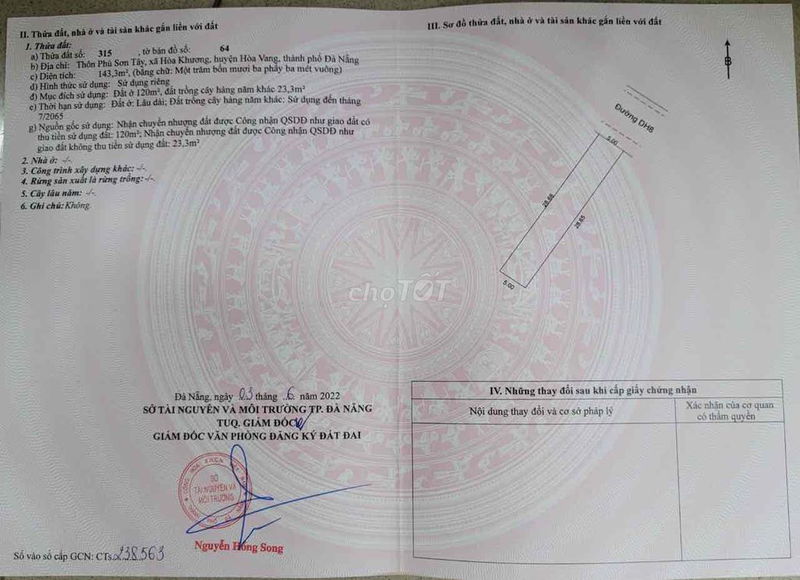 II. Thửa đất, nhà ở và tài sản khác gắn liền với đất
1. Thửa đất:
a) Thửa đất số: 315, tờ bản đồ số: 64
b) Địa chỉ: Thôn Phú Sơn Tây, xã Hòa Khương, huyện Hòa Vang, thành phố Đà Nẵng
c) Diện tích: 143,3m², (bằng chữ: Một trăm bốn mươi ba phẩy ba mét vuông)
d) Hình thức sử dụng: Sử dụng riêng
đ) Mục đích sử dụng: Đất ở 120m², đất trồng cây hàng năm khác 23,3m²
e) Thời hạn sử dụng: Đất ở: Lâu dài; Đất trồng cây hàng năm khác: Sử dụng đến tháng
7/2065
g) Nguồn gốc sử dụng: Nhận chuyển nhượng đất được Công nhận QSDĐ như giao đất có
thu tiền sử dụng đất: 120m²; Nhận chuyển nhượng đất được Công nhận QSDĐ như
giao đất không thu tiền sử dụng đất: 23,3m²
2. Nhà ở: -/-
3. Công trình xây dựng khác: -/-
4. Rừng sản xuất là rừng trồng:-/-
5. Cây lâu năm: -/-
6. Ghi chú: Không
Đà Nẵng, ngày 03 tháng 6 năm 2022
SỞ TÀI NGUYÊN VÀ MÔI TRƯỜNG TP. ĐÀ NẴNG
TUQ. GIÁM ĐỐC
GIÁM ĐỐC VĂN PHÒNG ĐĂNG KÝ ĐẤT ĐAI
SỞ
TÀI NGUYÊN VÀ
MÔI TRƯỜNG
Nguyễn Hồng Song
Số vào sổ cấp GCN: CTs 238563
III. Sơ đồ thửa đất, nhà ở và tài sản khác gắn liền với đất
B
Đường ĐH8
5.00
28.66
28.65
5.00
chợTỐT
IV. Những thay đổi sau khi cấp giấy chứng nhận
Nội dung thay đổi và cơ sở pháp lý
Xác nhận của cơ quan
có thẩm quyền